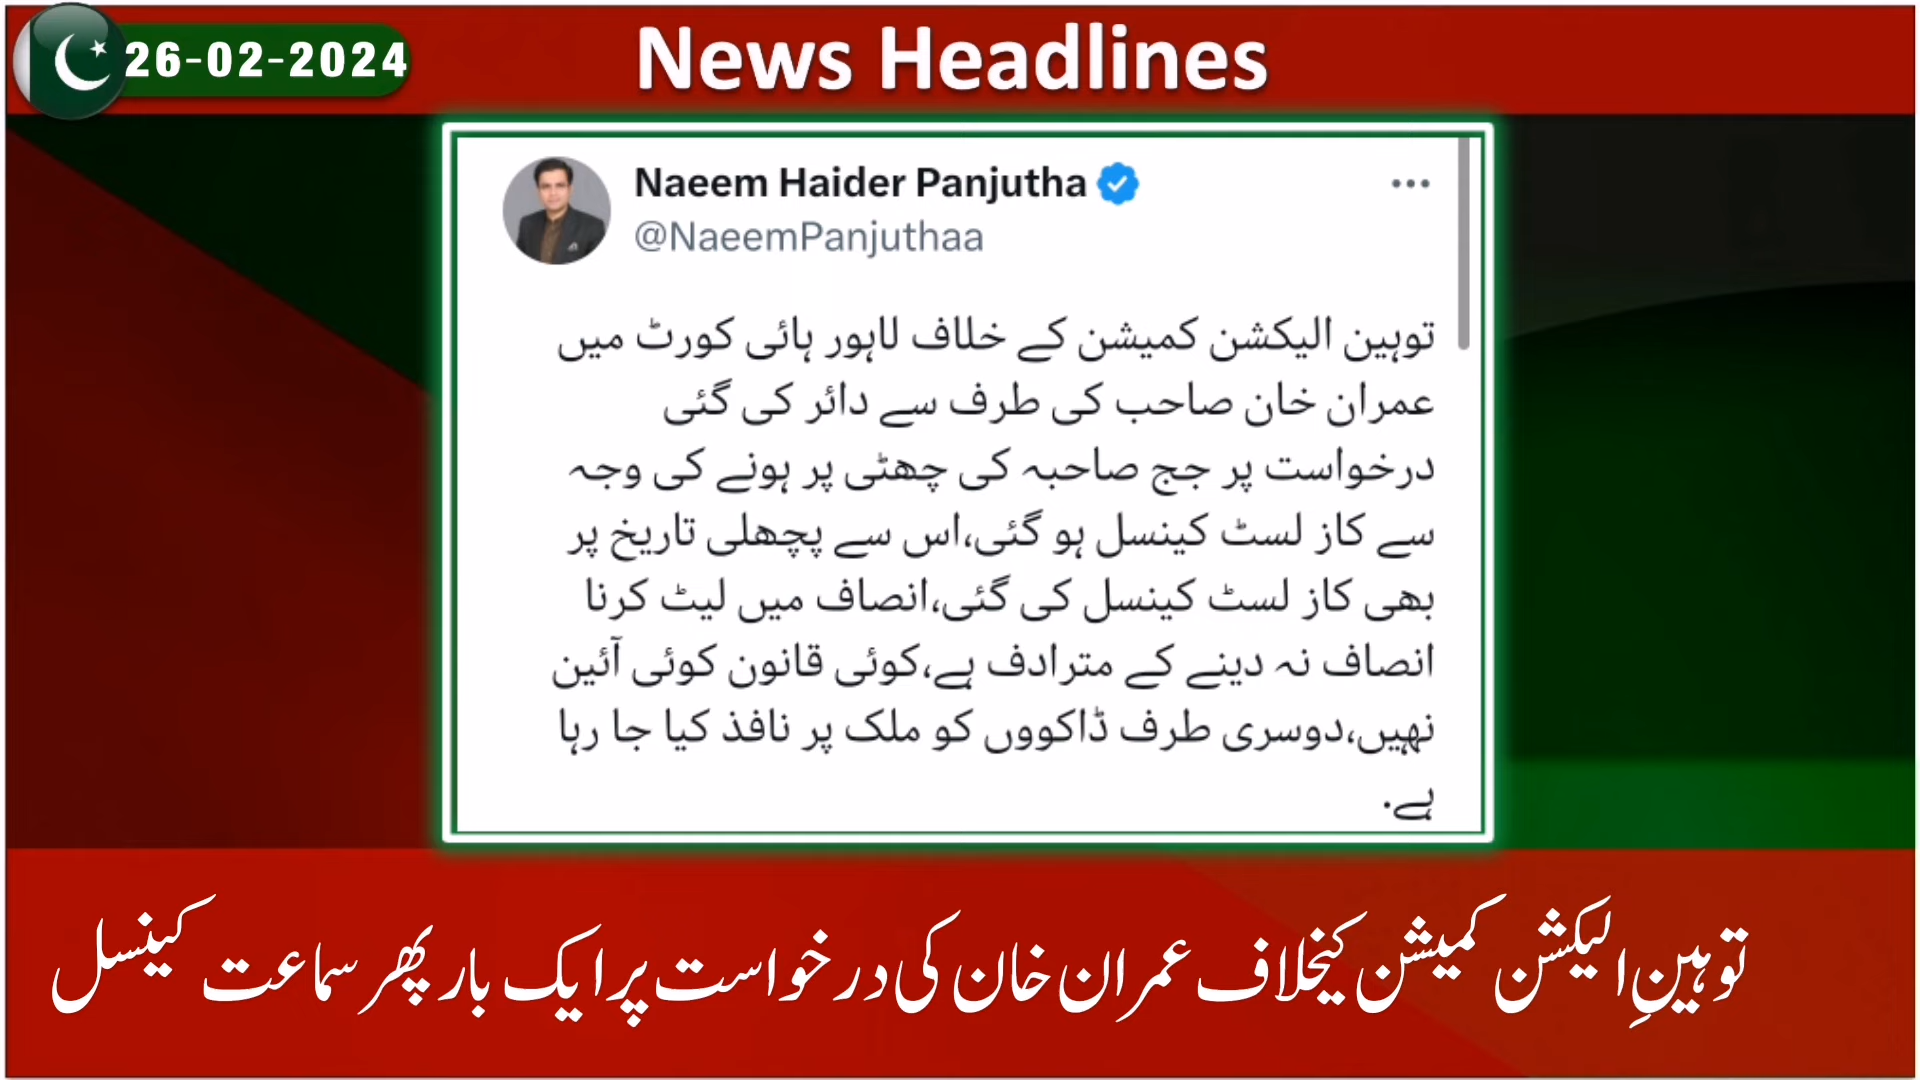 26-02-2024
News Headlines
Naeem Haider Panjutha
@NaeemPanjuthaa
توہین الیکشن کمیشن کے خلاف لاہور ہائی کورٹ میں
عمران خان صاحب کی طرف سے دائر کی گئی
درخواست پر جج صاحبہ کی چھٹی پر ہونے کی وجہ
سے کاز لسٹ کینسل ہو گئی،اس سے پچھلی تاریخ پر
بھی کاز لسٹ کینسل کی گئی،انصاف میں لیٹ کرنا
انصاف نہ دینے کے مترادف ہے،کوئی قانون کوئی آئین
نہیں،دوسری طرف ڈاکووں کو ملک پر نافذ کیا جا رہا
ہے.
توہینِ الیکشن کمیشن کیخلاف عمران خان کی درخواست پر ایک بار پھر سماعت کینسل